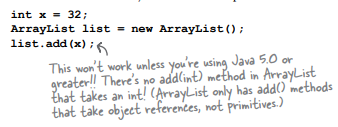 int x = 32;
ArrayList list = new ArrayList();
list.add(x);
This won't work unless you're using Java 5.0 or
greater!! There's no add(int) method in ArrayList
that takes an int! (ArrayList only has add() methods
that take object references, not primitives.)